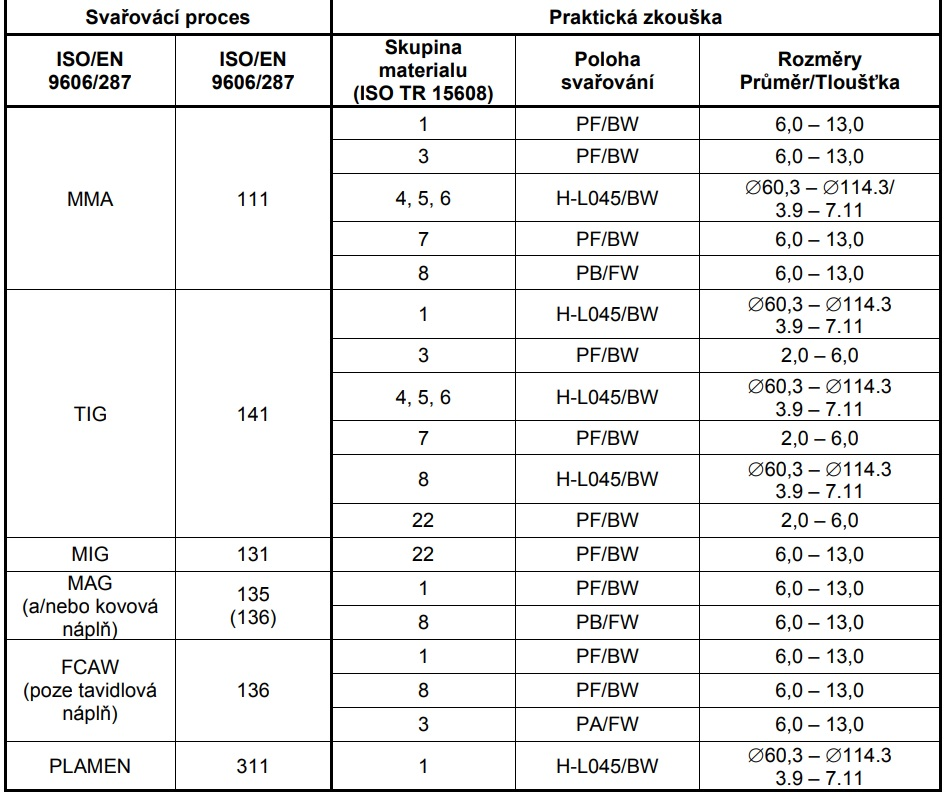 Svařovácí proces
Praktická zkouška
ISO/EN
9606/287
ISO/EN
9606/287
Skupina
materialu
(ISO TR 15608)
Poloha
svařování
Rozměry
Průměr/Tloušťka
MMA
111
1
PF/BW
6,0 – 13,0
3
PF/BW
6,0 – 13,0
4, 5, 6
H-L045/BW
∅60,3 – ∅114.3/
3.9 – 7.11
7
PF/BW
6,0 – 13,0
8
PB/FW
6,0 – 13,0
TIG
141
1
H-L045/BW
∅60,3 – ∅114.3
3.9 – 7.11
3
PF/BW
2,0 – 6,0
4, 5, 6
H-L045/BW
∅60,3 – ∅114.3
3.9 – 7.11
7
PF/BW
2,0 – 6,0
8
H-L045/BW
∅60,3 – ∅114.3
3.9 – 7.11
22
PF/BW
2,0 – 6,0
MIG
131
22
PF/BW
6,0 – 13,0
MAG
(a/nebo kovová
náplň)
135
(136)
1
PF/BW
6,0 – 13,0
8
PB/FW
6,0 – 13,0
FCAW
(poze tavidlová
náplň)
136
1
PF/BW
6,0 – 13,0
8
PF/BW
6,0 – 13,0
3
PA/FW
6,0 – 13,0
PLAMEN
311
1
H-L045/BW
∅60,3 – ∅114.3
3.9 – 7.11